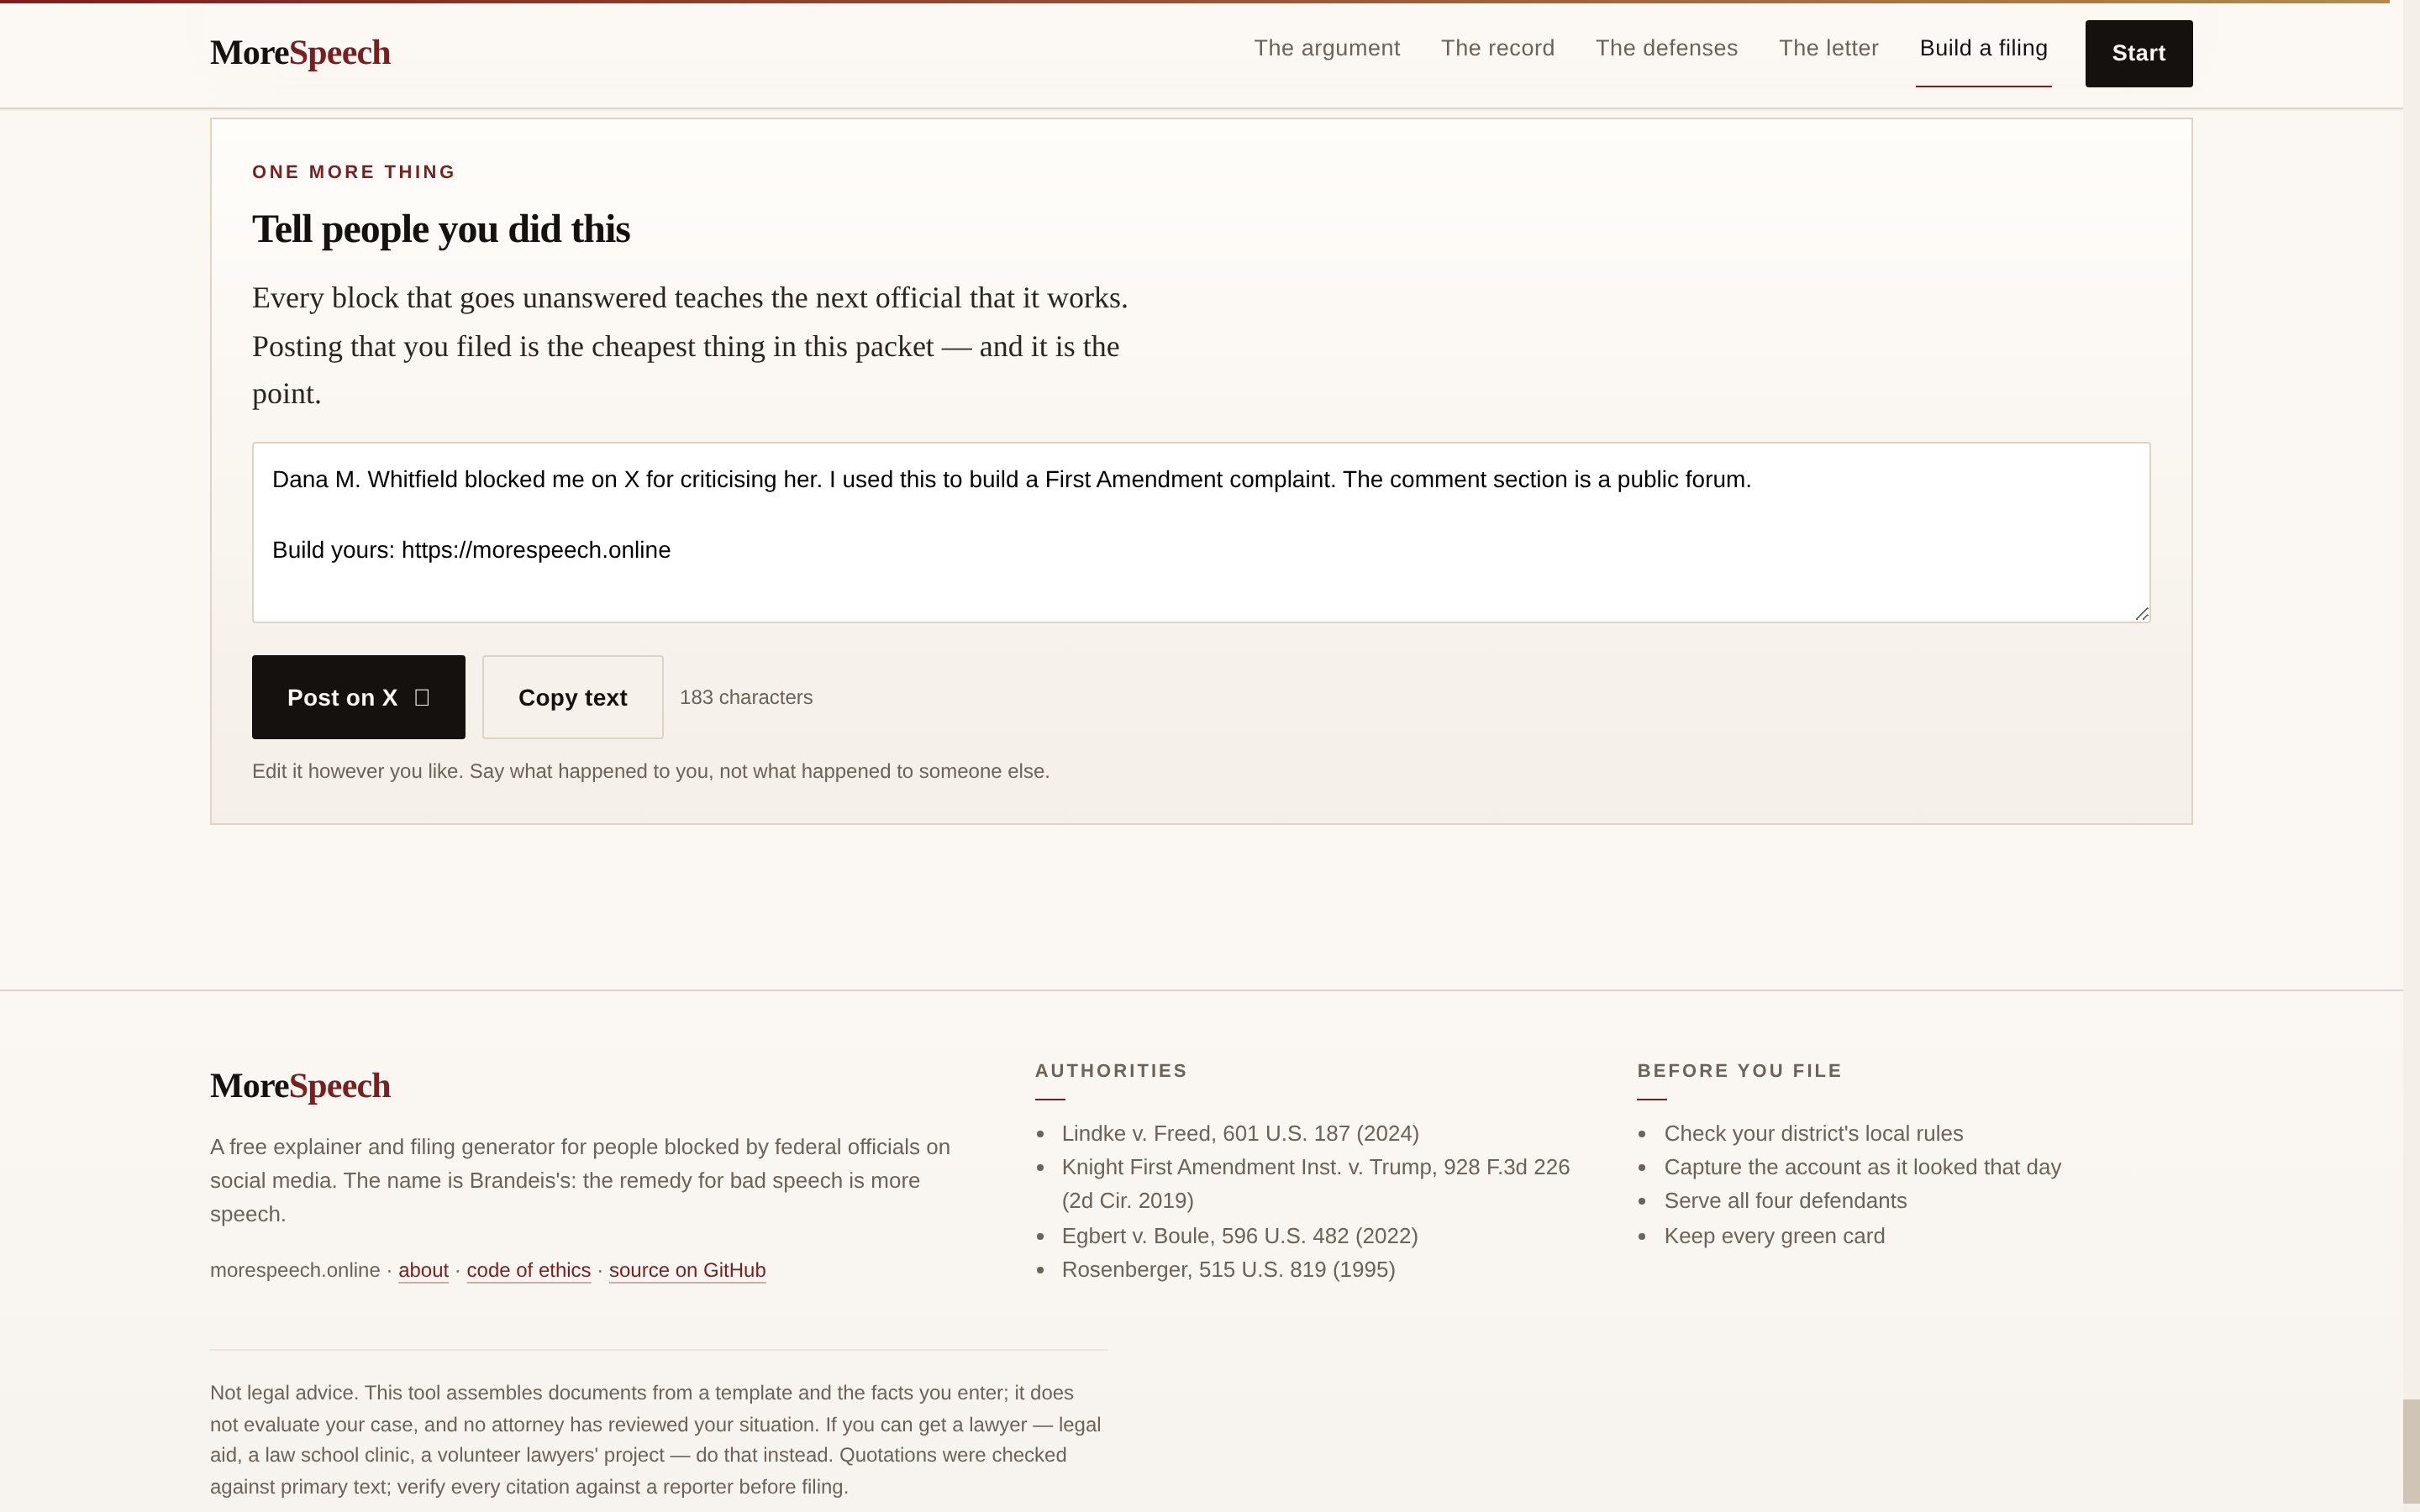 MoreSpeech
The argument
The record
The defenses
The letter
Build a filing
Start
ONE MORE THING
Tell people you did this
Every block that goes unanswered teaches the next official that it works.
Posting that you filed is the cheapest thing in this packet — and it is the
point.
Dana M. Whitfield blocked me on X for criticising her. I used this to build a First Amendment complaint. The comment section is a public forum.
Build yours: https://morespeech.online
Post on X
Copy text
183 characters
Edit it however you like. Say what happened to you, not what happened to someone else.
MoreSpeech
A free explainer and filing generator for people blocked by federal officials on
social media. The name is Brandeis's: the remedy for bad speech is more
speech.
morespeech.online · about · code of ethics · source on GitHub
AUTHORITIES
• Lindke v. Freed, 601 U.S. 187 (2024)
• Knight First Amendment Inst. v. Trump, 928 F.3d 226
(2d Cir. 2019)
• Egbert v. Boule, 596 U.S. 482 (2022)
• Rosenberger, 515 U.S. 819 (1995)
BEFORE YOU FILE
• Check your district's local rules
• Capture the account as it looked that day
• Serve all four defendants
• Keep every green card
Not legal advice. This tool assembles documents from a template and the facts you enter; it does
not evaluate your case, and no attorney has reviewed your situation. If you can get a lawyer — legal
aid, a law school clinic, a volunteer lawyers' project — do that instead. Quotations were checked
against primary text; verify every citation against a reporter before filing.